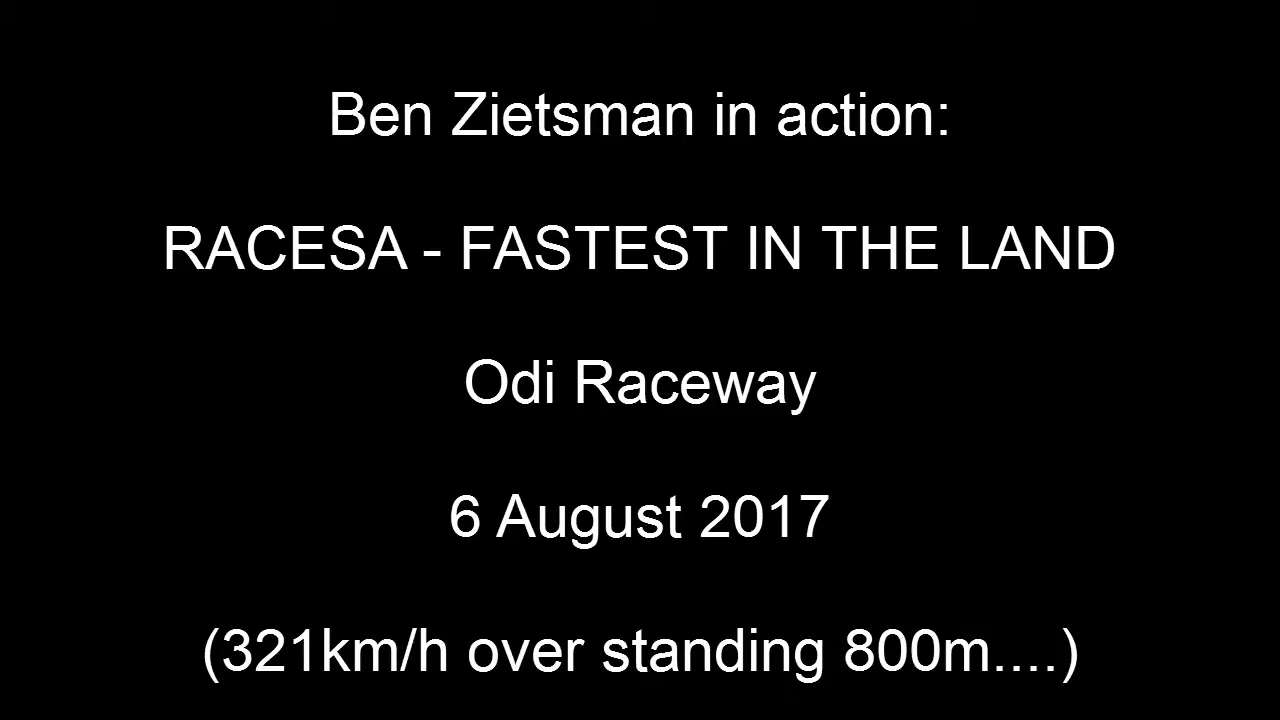 Ben Zietsman in action:
RACESA - FASTEST IN THE LAND
Odi Raceway
6 August 2017
(321km/h over standing 800m....)